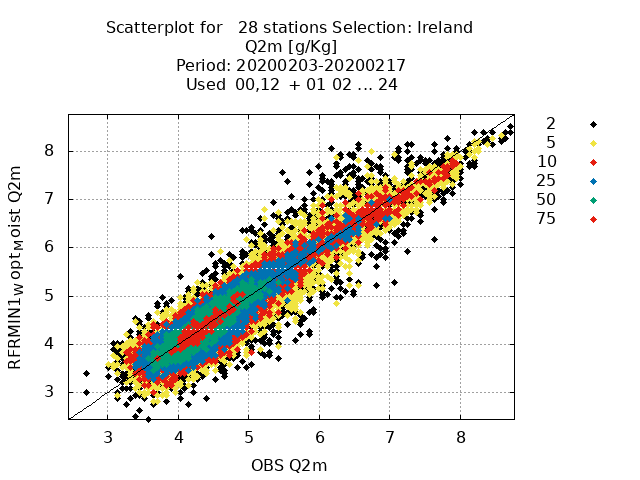 Scatterplot for   28 stations Selection: Ireland
Q2m [g/Kg]
Period: 20200203-20200217
Used  00,12  + 01 02 ... 24
RFRMIN1_W opt_Moist Q2m
8
7
6
5
4
3
3 4 5 6 7 8
OBS Q2m
2
5
10
25
50
75